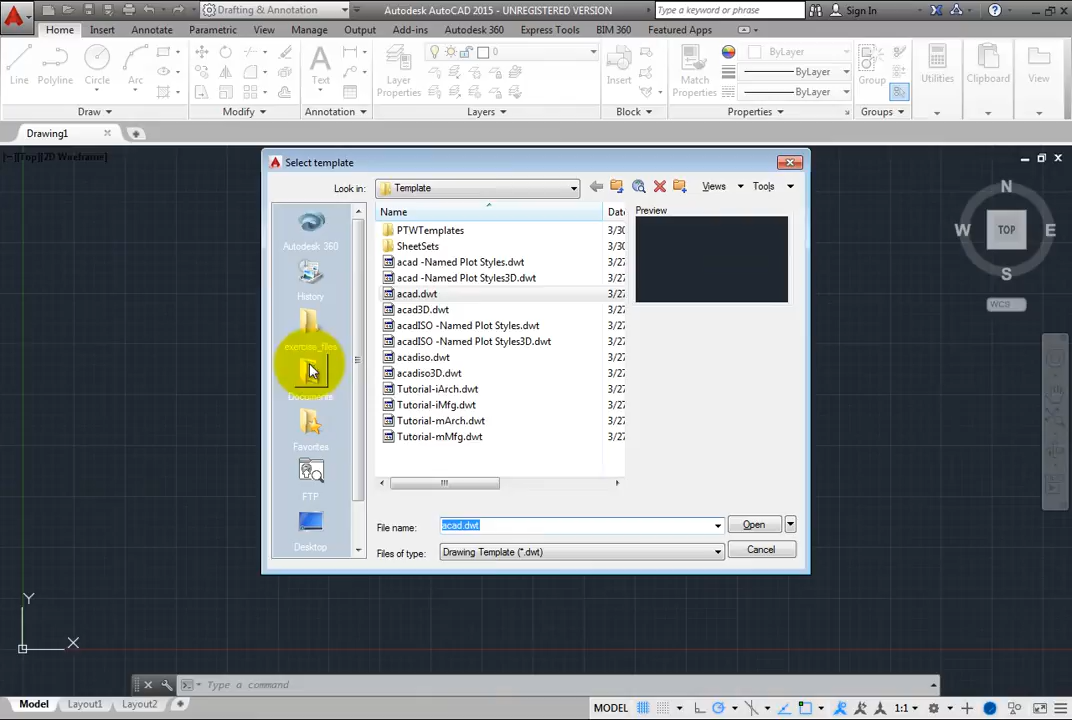 Drafting & Annotation
Autodesk AutoCAD 2015 - UNREGISTERED VERSION
Type a keyword or phrase
Sign In
Home Insert Annotate Parametric View Manage Output Add-ins Autodesk 360 Express Tools BIM 360 Featured Apps
Line Polyline Circle Arc
Text
Layer Properties
0
Insert
Match Properties
ByLayer
ByLayer
ByLayer
Group
Utilities
Clipboard
View
Draw Modify Annotation Layers Block Properties Groups
Drawing1
[−][Top][2D Wireframe]
Select template
Look in: Template
Views Tools
Name Date
Preview
PTWTemplates 3/30
SheetSets 3/30
acad -Named Plot Styles.dwt 3/27
acad -Named Plot Styles3D.dwt 3/27
acad.dwt 3/27
acad3D.dwt 3/27
acadISO -Named Plot Styles.dwt 3/27
acadISO -Named Plot Styles3D.dwt 3/27
acadiso.dwt 3/27
acadiso3D.dwt 3/27
Tutorial-iArch.dwt 3/27
Tutorial-iMfg.dwt 3/27
Tutorial-mArch.dwt 3/27
Tutorial-mMfg.dwt 3/27
Autodesk 360
History
exercise_files
Documents
Favorites
FTP
Desktop
File name: acad.dwt
Open
Files of type: Drawing Template (*.dwt)
Cancel
N
W TOP E
S
WCS
Y
X
Type a command
Model Layout1 Layout2
MODEL
1:1